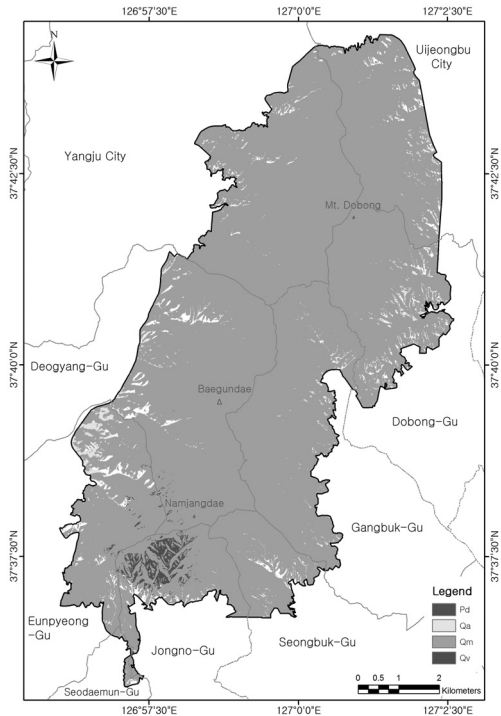 126°57'30"E
127°0'0"E
127°2'30"E
N
Uijeongbu
City
Yangju City
37°42'30"N
37°42'30"N
Mt. Dobong
37°40'0"N
37°40'0"N
Deogyang-Gu
Baegundae
Dobong-Gu
Namjangdae
Gangbuk-Gu
37°37'30"N
37°37'30"N
Legend
Pd
Qa
Qm
Qv
Eunpyeong
-Gu
Jongno-Gu
Seongbuk-Gu
Seodaemun-Gu
0 0.5 1 2
Kilometers
126°57'30"E
127°0'0"E
127°2'30"E